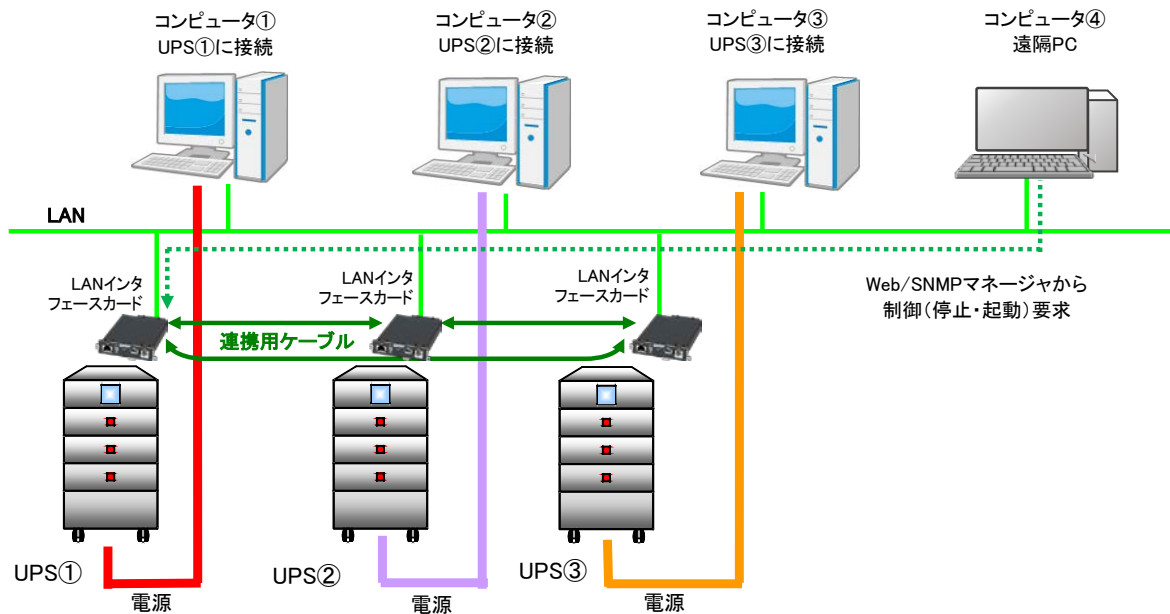 コンピュータ①
UPS①に接続
コンピュータ②
UPS②に接続
コンピュータ③
UPS③に接続
コンピュータ④
遠隔PC
LAN
LANインタ
フェースカード
LANインタ
フェースカード
LANインタ
フェースカード
Web/SNMPマネージャから
制御(停止・起動)要求
連携用ケーブル
UPS①
UPS②
UPS③
電源
電源
電源